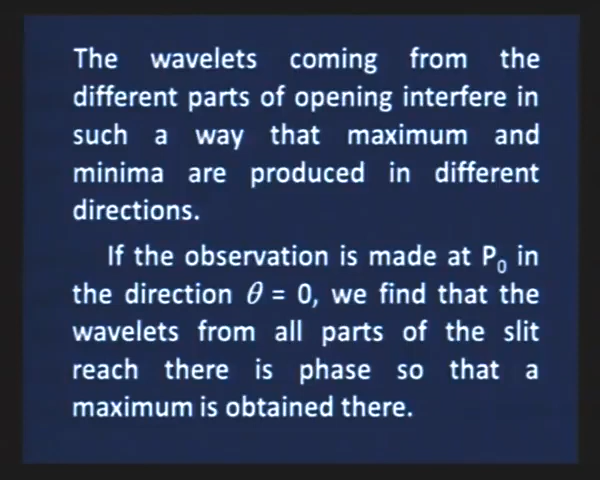 The wavelets coming from the
different parts of opening interfere in
such a way that maximum and
minima are produced in different
directions.
If the observation is made at P₀ in
the direction θ = 0, we find that the
wavelets from all parts of the slit
reach there is phase so that a
maximum is obtained there.